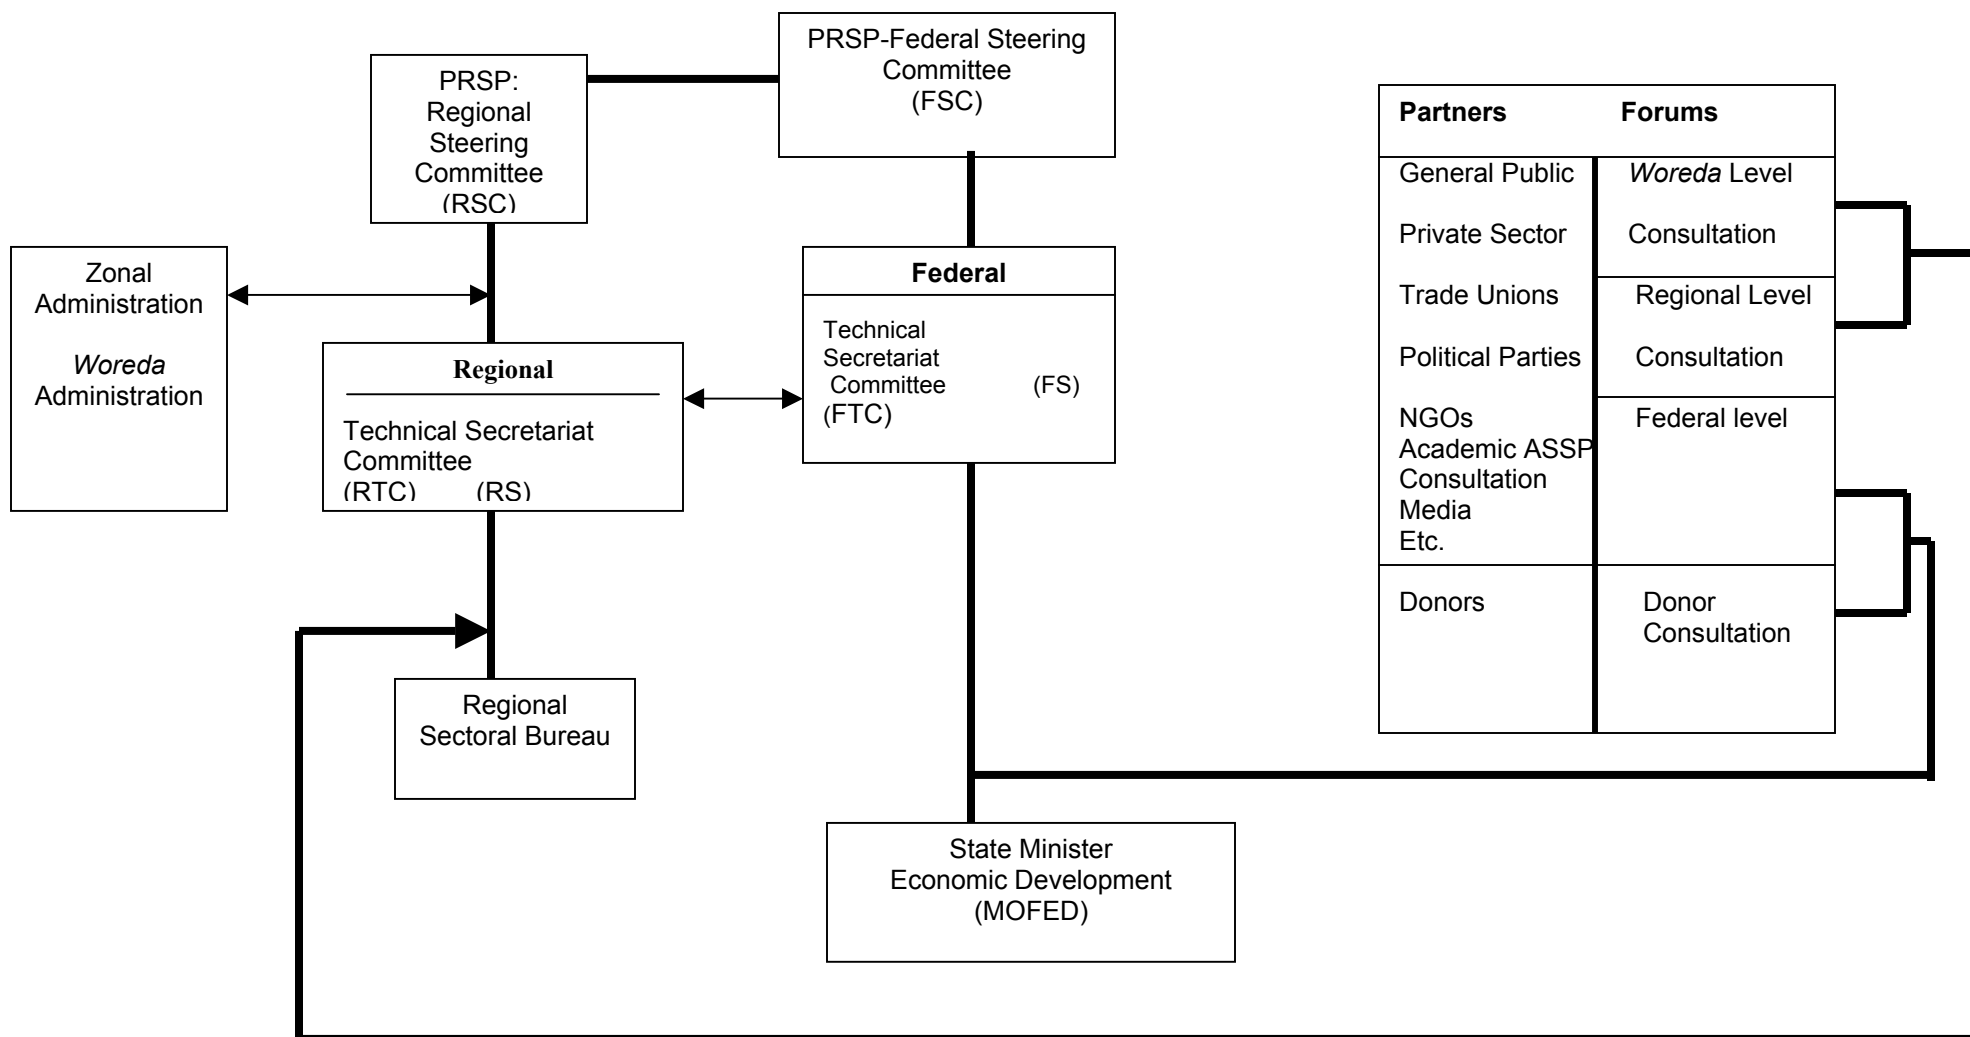 PRSP-Federal Steering
Committee
(FSC)
PRSP:
Regional
Steering
Committee
(RSC)
Zonal
Administration
Woreda
Administration
Regional
Technical Secretariat
Committee
(RTC) (RS)
Federal
Technical
Secretariat
Committee (FS)
(FTC)
Regional
Sectoral Bureau
State Minister
Economic Development
(MOFED)
Partners Forums
General Public Woreda Level
Private Sector Consultation
Trade Unions Regional Level
Political Parties Consultation
NGOs Federal level
Academic ASSP
Consultation
Media
Etc.
Donors Donor
Consultation